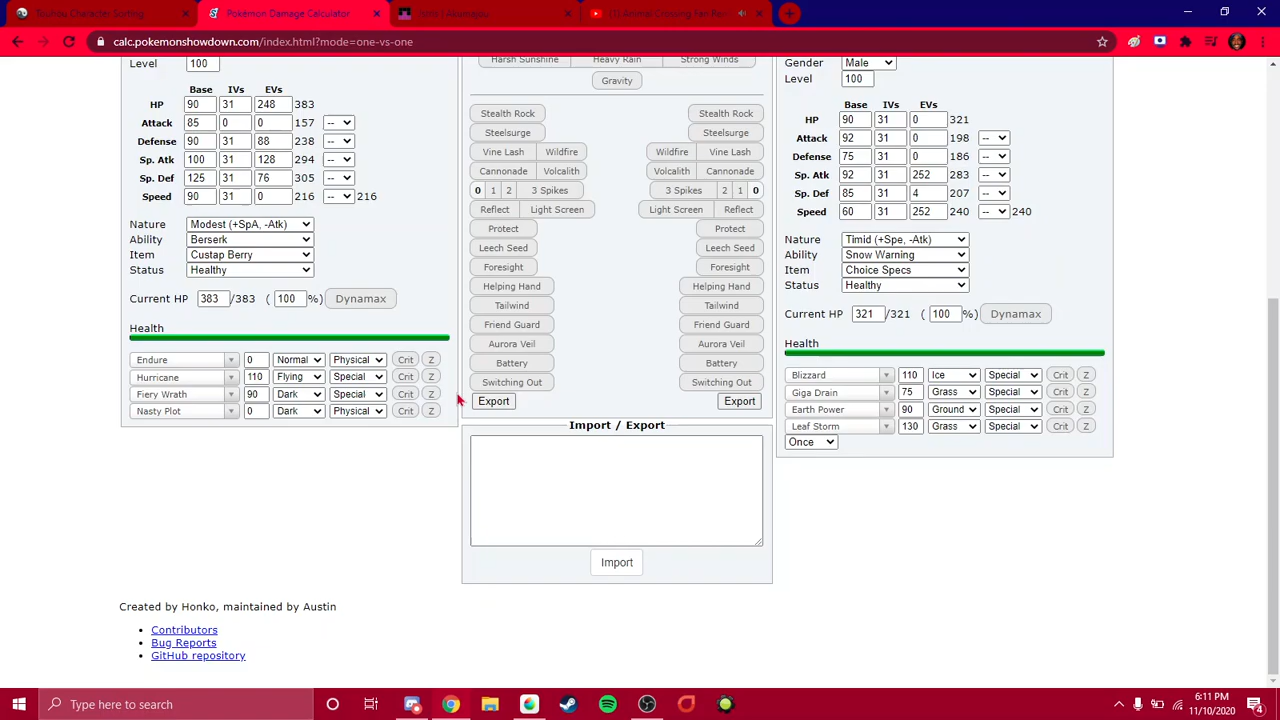 Touhou Character Sorting
Pokémon Damage Calculator
(1) Animal Crossing Fan Re
calc.pokemonshowdown.com/index.html?mode=one-vs-one
Level 100
Base IVs EVs
HP 90 31 248 383
Attack 85 0 0 157 --
Defense 90 31 88 238 --
Sp. Atk 100 31 128 294 --
Sp. Def 125 31 76 305 --
Speed 90 31 0 216 -- 216
Nature Modest (+SpA, -Atk)
Ability Berserk
Item Custap Berry
Status Healthy
Current HP 383 /383 ( 100 %) Dynamax
Health
Endure 0 Normal Physical Crit Z
Hurricane 110 Flying Special Crit Z
Fiery Wrath 90 Dark Special Crit Z
Nasty Plot 0 Dark Physical Crit Z
Harsh Sunshine Heavy Rain Strong Winds
Gravity
Stealth Rock Stealth Rock
Steelsurge Steelsurge
Vine Lash Wildfire Wildfire Vine Lash
Cannonade Volcalith Volcalith Cannonade
0 1 2 3 Spikes 3 Spikes 2 1 0
Reflect Light Screen Light Screen Reflect
Protect Protect
Leech Seed Leech Seed
Foresight Foresight
Helping Hand Helping Hand
Tailwind Tailwind
Friend Guard Friend Guard
Aurora Veil Aurora Veil
Battery Battery
Switching Out Switching Out
Export Export
Import / Export
Import
Gender Male
Level 100
Base IVs EVs
HP 90 31 0 321
Attack 92 31 0 198 --
Defense 75 31 0 186 --
Sp. Atk 92 31 252 283 --
Sp. Def 85 31 4 207 --
Speed 60 31 252 240 -- 240
Nature Timid (+Spe, -Atk)
Ability Snow Warning
Item Choice Specs
Status Healthy
Current HP 321 /321 ( 100 %) Dynamax
Health
Blizzard 110 Ice Special Crit Z
Giga Drain 75 Grass Special Crit Z
Earth Power 90 Ground Special Crit Z
Leaf Storm 130 Grass Special Crit Z
Once
Created by Honko, maintained by Austin
Contributors
Bug Reports
GitHub repository
Type here to search
6:11 PM
11/10/2020
4